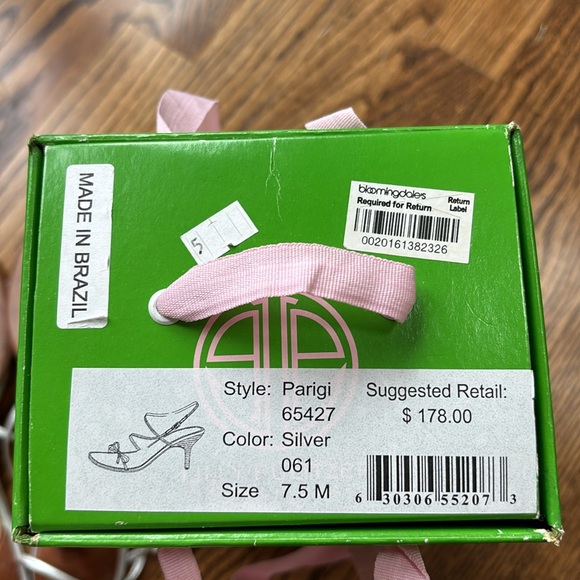 bloomingdales
Required for Return
Return
Label
0020161382326
MADE IN BRAZIL
5
Style: Parigi
65427
Color: Silver
061
Size 7.5 M
Suggested Retail:
$ 178.00
6 30306 55207 3